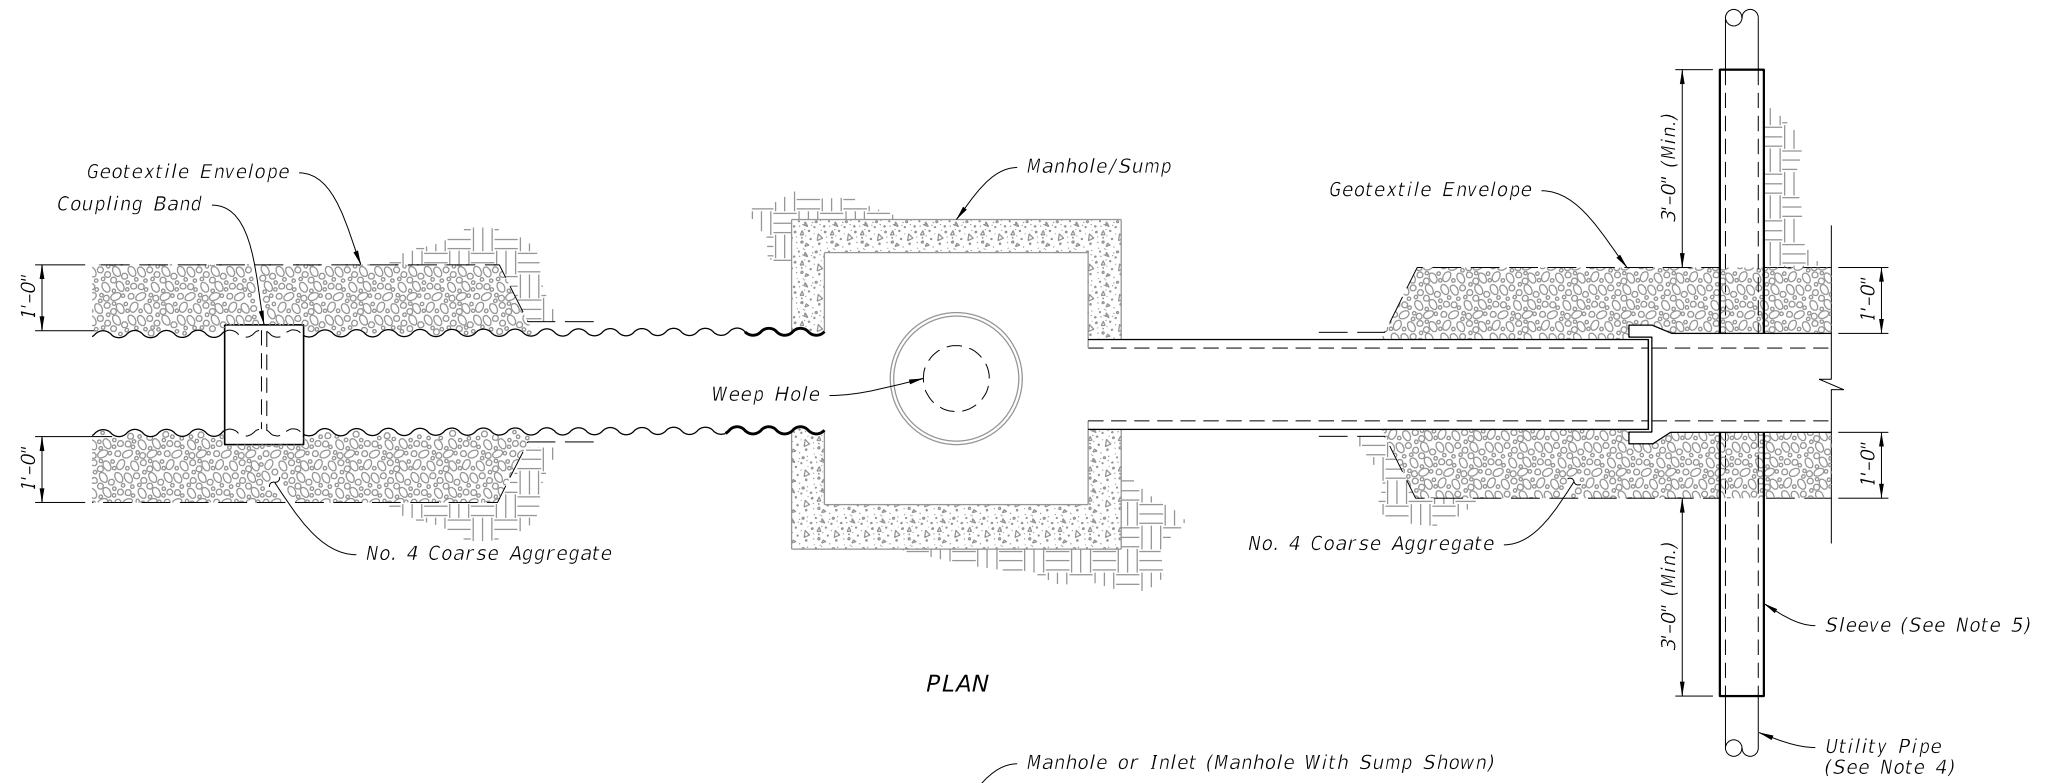 Manhole/Sump
Geotextile Envelope
Coupling Band
Geotextile Envelope
3'-0" (Min.)
1'-0"
1'-0"
Weep Hole
1'-0"
1'-0"
No. 4 Coarse Aggregate
No. 4 Coarse Aggregate
3'-0" (Min.)
Sleeve (See Note 5)
PLAN
Utility Pipe
(See Note 4)
Manhole or Inlet (Manhole With Sump Shown)